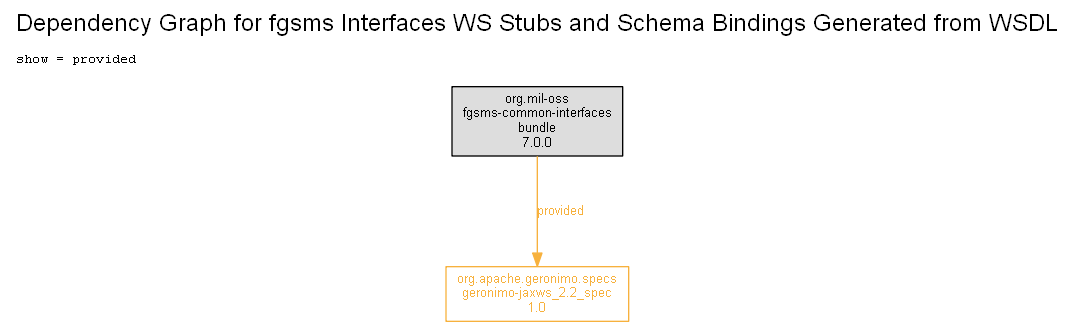 Dependency Graph for fgsms Interfaces WS Stubs and Schema Bindings Generated from WSDL
show = provided
org.mil-oss
fgsms-common-interfaces
bundle
7.0.0
provided
org.apache.geronimo.specs
geronimo-jaxws_2.2_spec
1.0